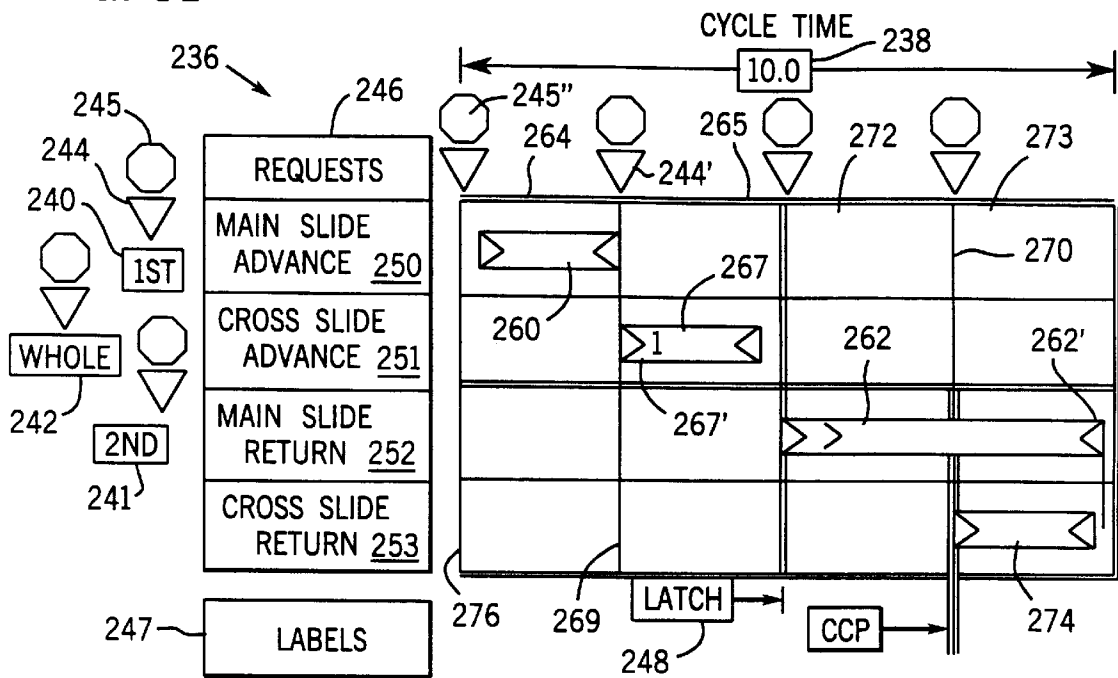 CYCLE TIME
238
10.0
236
246
245
245"
264
265
272
273
244
244'
240
REQUESTS
MAIN SLIDE
ADVANCE 250
1ST
270
260
267
CROSS SLIDE
ADVANCE 251
1
262
262'
WHOLE
242
267'
MAIN SLIDE
RETURN 252
2ND
241
CROSS SLIDE
RETURN 253
276
269
LATCH
248
CCP
274
247
LABELS